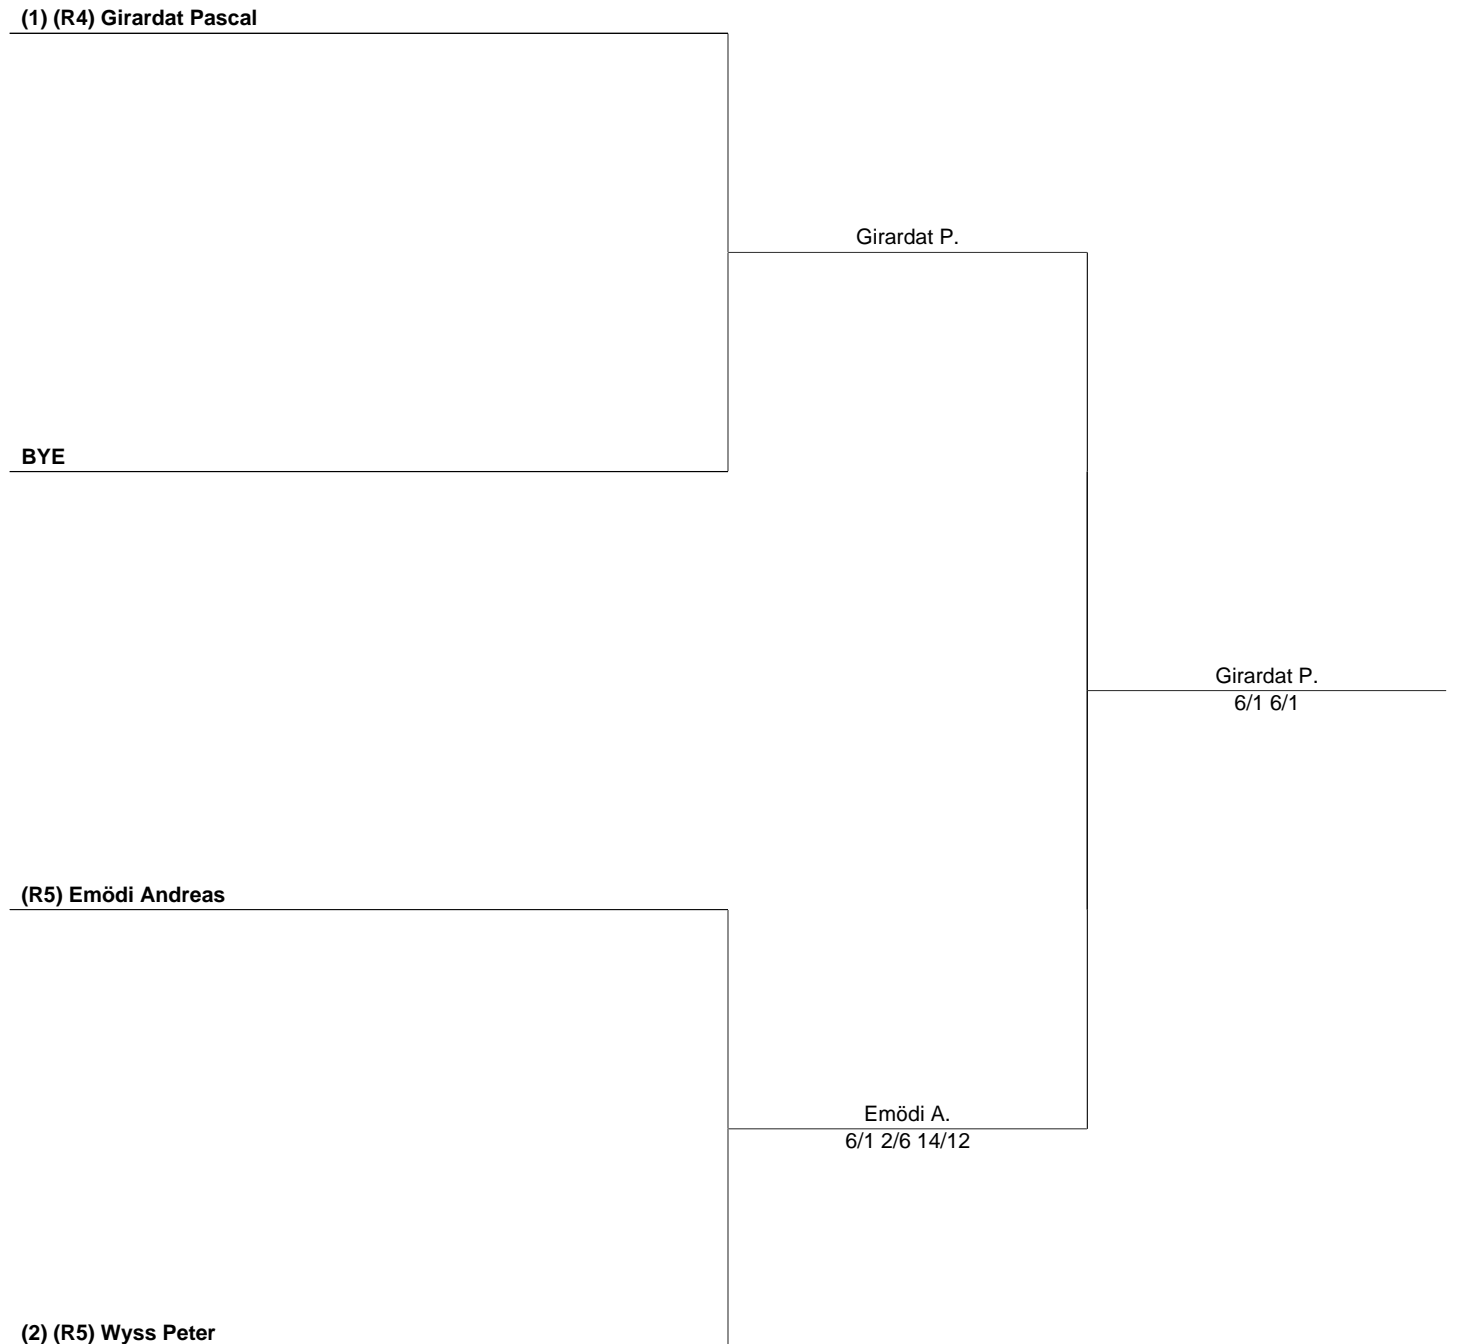 (1) (R4) Girardat Pascal
Girardat P.
BYE
Girardat P.
6/1 6/1
(R5) Emödi Andreas
Emödi A.
6/1 2/6 14/12
(2) (R5) Wyss Peter